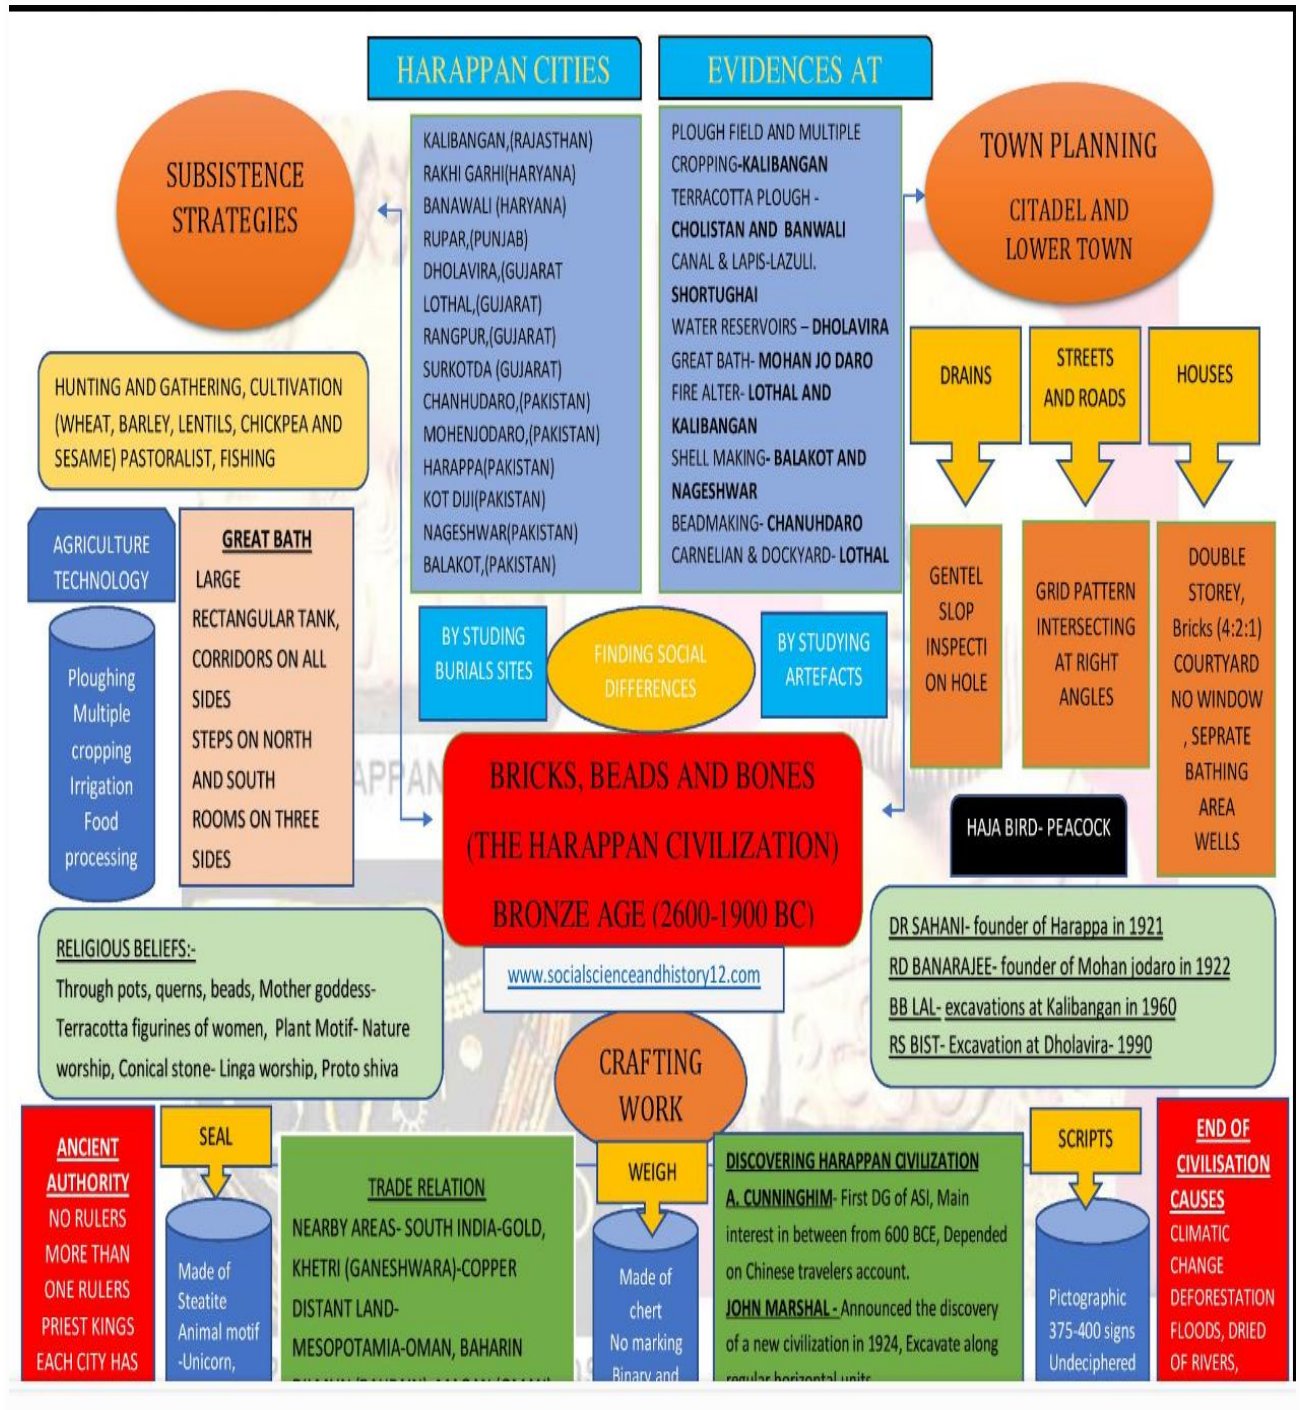 HARAPPAN CITIES
EVIDENCES AT
SUBSISTENCE
STRATEGIES
KALIBANGAN,(RAJASTHAN)
RAKHI GARHI(HARYANA)
BANAWALI (HARYANA)
RUPAR,(PUNJAB)
DHOLAVIRA,(GUJARAT
LOTHAL,(GUJARAT)
RANGPUR,(GUJARAT)
SURKOTDA (GUJARAT)
CHANHUDARO,(PAKISTAN)
MOHENJODARO,(PAKISTAN)
HARAPPA(PAKISTAN)
KOT DIJI(PAKISTAN)
NAGESHWAR(PAKISTAN)
BALAKOT,(PAKISTAN)
PLOUGH FIELD AND MULTIPLE
CROPPING-KALIBANGAN
TERRACOTTA PLOUGH -
CHOLISTAN AND BANWALI
CANAL & LAPIS-LAZULI.
SHORTUGHAI
WATER RESERVOIRS – DHOLAVIRA
GREAT BATH- MOHAN JO DARO
FIRE ALTER- LOTHAL AND
KALIBANGAN
SHELL MAKING- BALAKOT AND
NAGESHWAR
BEADMAKING- CHANUHDARO
CARNELIAN & DOCKYARD- LOTHAL
TOWN PLANNING
CITADEL AND
LOWER TOWN
HUNTING AND GATHERING, CULTIVATION
(WHEAT, BARLEY, LENTILS, CHICKPEA AND
SESAME) PASTORALIST, FISHING
DRAINS
STREETS
AND ROADS
HOUSES
AGRICULTURE
TECHNOLOGY
Ploughing
Multiple
cropping
Irrigation
Food
processing
GREAT BATH
LARGE
RECTANGULAR TANK,
CORRIDORS ON ALL
SIDES
STEPS ON NORTH
AND SOUTH
ROOMS ON THREE
SIDES
BY STUDING
BURIALS SITES
FINDING SOCIAL
DIFFERENCES
BY STUDYING
ARTEFACTS
GENTEL
SLOP
INSPECTI
ON HOLE
GRID PATTERN
INTERSECTING
AT RIGHT
ANGLES
DOUBLE
STOREY,
Bricks (4:2:1)
COURTYARD
NO WINDOW
, SEPRATE
BATHING
AREA
WELLS
APPAN
BRICKS, BEADS AND BONES
(THE HARAPPAN CIVILIZATION)
BRONZE AGE (2600-1900 BC)
HAJA BIRD- PEACOCK
www.socialscienceandhistory12.com
RELIGIOUS BELIEFS:-
Through pots, querns, beads, Mother goddess-
Terracotta figurines of women, Plant Motif- Nature
worship, Conical stone- Linga worship, Proto shiva
DR SAHANI- founder of Harappa in 1921
RD BANARAJEE- founder of Mohan jodaro in 1922
BB LAL- excavations at Kalibangan in 1960
RS BIST- Excavation at Dholavira- 1990
CRAFTING
WORK
ANCIENT
AUTHORITY
NO RULERS
MORE THAN
ONE RULERS
PRIEST KINGS
EACH CITY HAS
SEAL
Made of
Steatite
Animal motif
-Unicorn,
TRADE RELATION
NEARBY AREAS- SOUTH INDIA-GOLD,
KHETRI (GANESHWARA)-COPPER
DISTANT LAND-
MESOPOTAMIA-OMAN, BAHARIN
WEIGH
Made of
chert
No marking
Binary and
DISCOVERING HARAPPAN CIVILIZATION
A. CUNNINGHIM- First DG of ASI, Main
interest in between from 600 BCE, Depended
on Chinese travelers account.
JOHN MARSHAL - Announced the discovery
of a new civilization in 1924, Excavate along
regular horizontal units
SCRIPTS
Pictographic
375-400 signs
Undeciphered
END OF
CIVILISATION
CAUSES
CLIMATIC
CHANGE
DEFORESTATION
FLOODS, DRIED
OF RIVERS,